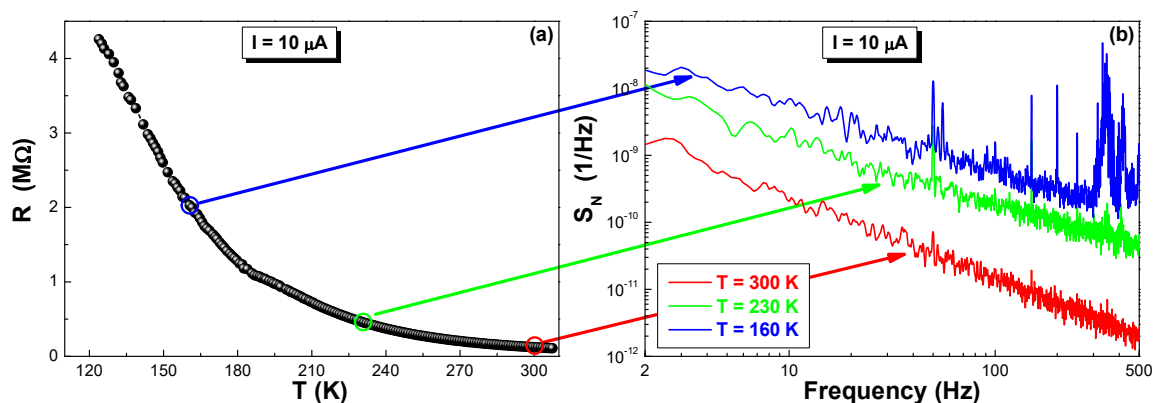 I = 10 μA
(a)
4
3
2
1
0
R (MΩ)
120 150 180 210 240 270 300
T (K)
I = 10 μA
(b)
10⁻⁷
10⁻⁸
10⁻⁹
10⁻¹⁰
10⁻¹¹
10⁻¹²
S_N (1/Hz)
T = 300 K
T = 230 K
T = 160 K
2 10 100 500
Frequency (Hz)